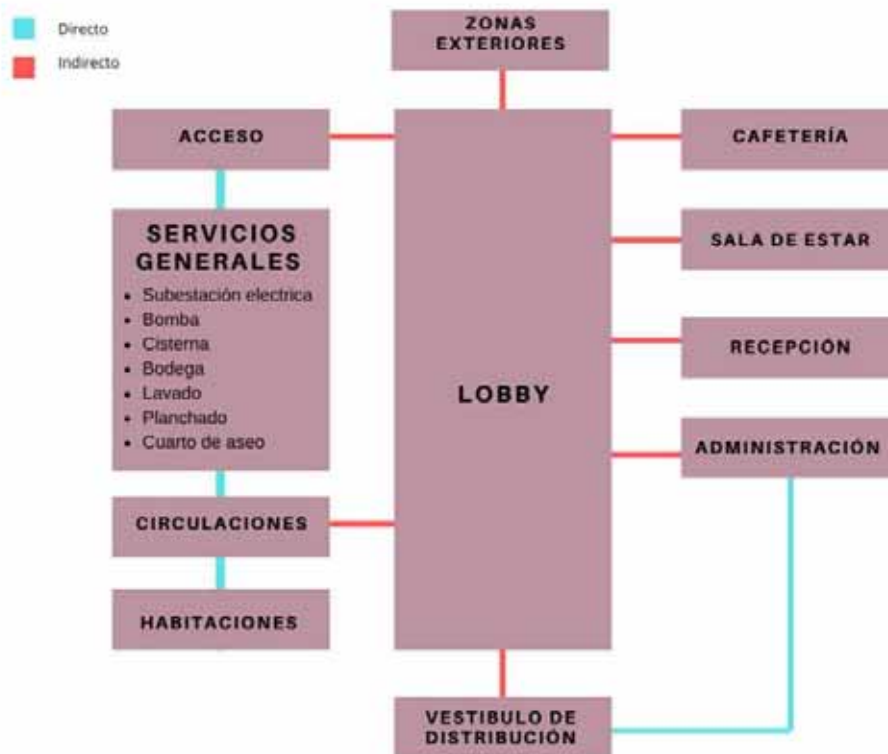 Directo
Indirecto
ZONAS
EXTERIORES
ACCESO
CAFETERÍA
SERVICIOS
GENERALES
• Subestación electrica
• Bomba
• Cisterna
• Bodega
• Lavado
• Planchado
• Cuarto de aseo
SALA DE ESTAR
RECEPCIÓN
LOBBY
ADMINISTRACIÓN
CIRCULACIONES
HABITACIONES
VESTIBULO DE
DISTRIBUCIÓN